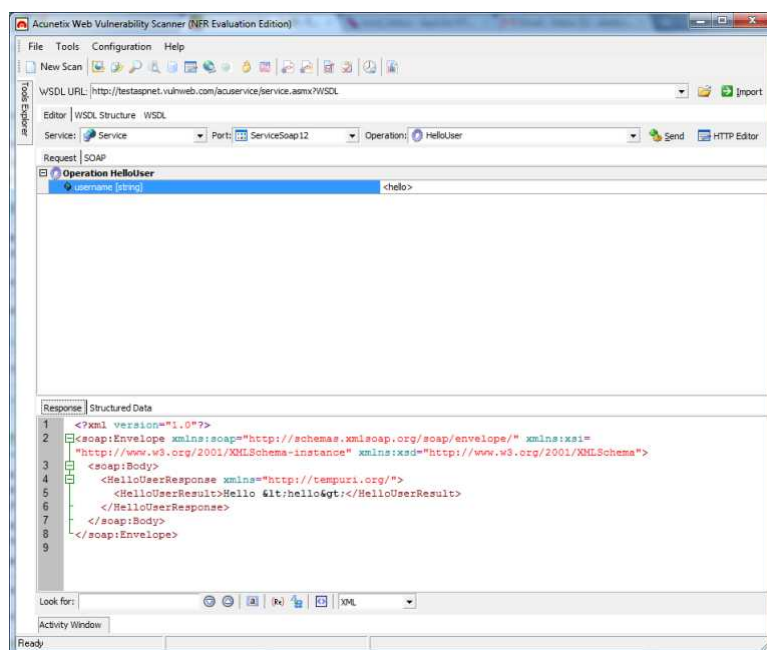 Acunetix Web Vulnerability Scanner (NFR Evaluation Edition)
File Tools Configuration Help
New Scan
Tools Explorer
WSDL URL: http://testaspnet.vulnweb.com/acuservice/service.asmx?WSDL Import
Editor WSDL Structure WSDL
Service: Service Port: ServiceSoap12 Operation: HelloUser Send HTTP Editor
Request SOAP
Operation HelloUser
username [string] <hello>
Response Structured Data
1 <?xml version="1.0"?>
2 <soap:Envelope xmlns:soap="http://schemas.xmlsoap.org/soap/envelope/" xmlns:xsi=
"http://www.w3.org/2001/XMLSchema-instance" xmlns:xsd="http://www.w3.org/2001/XMLSchema">
3 <soap:Body>
4 <HelloUserResponse xmlns="http://tempuri.org/">
5 <HelloUserResult>Hello &lt;hello&gt;</HelloUserResult>
6 </HelloUserResponse>
7 </soap:Body>
8 </soap:Envelope>
9
Look for: XML
Activity Window
Ready